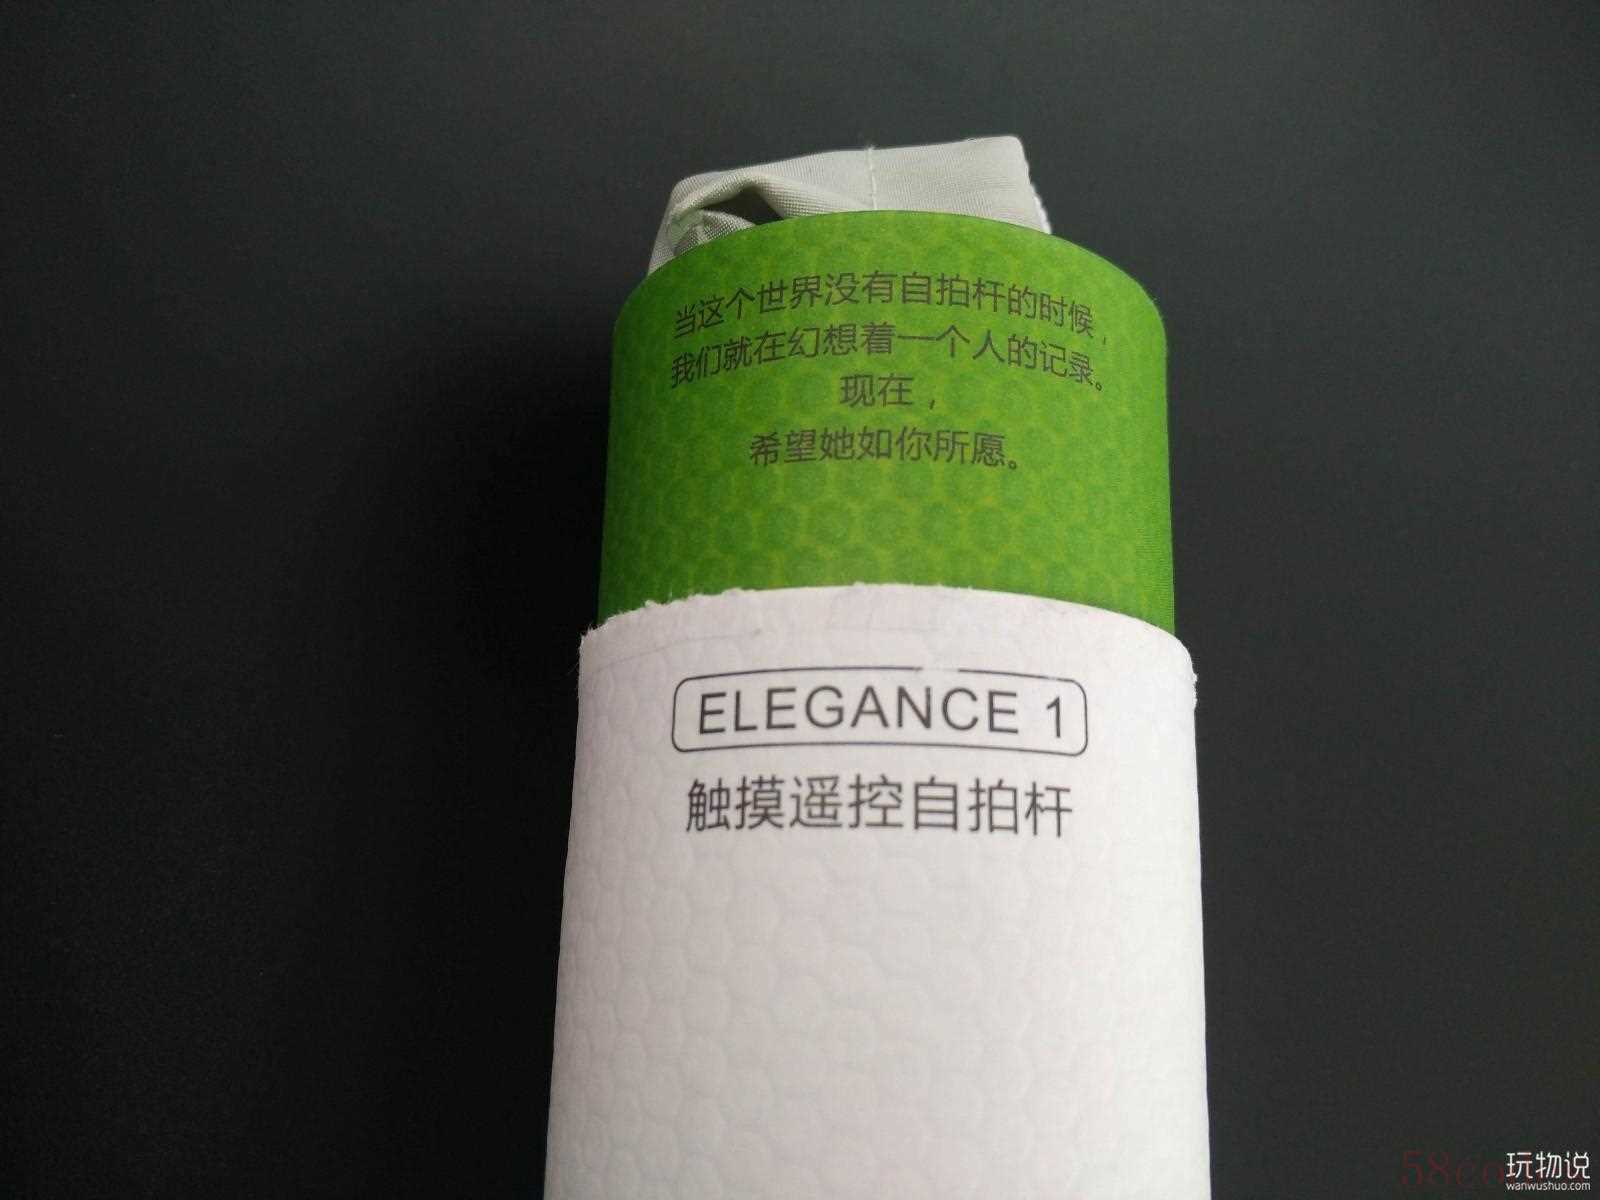 当这个世界没有自拍杆的时候，
我们就在幻想着一个人的记录。
现在，
希望她如你所愿。
ELEGANCE 1
触摸遥控自拍杆
玩物说
wanwushuo.com